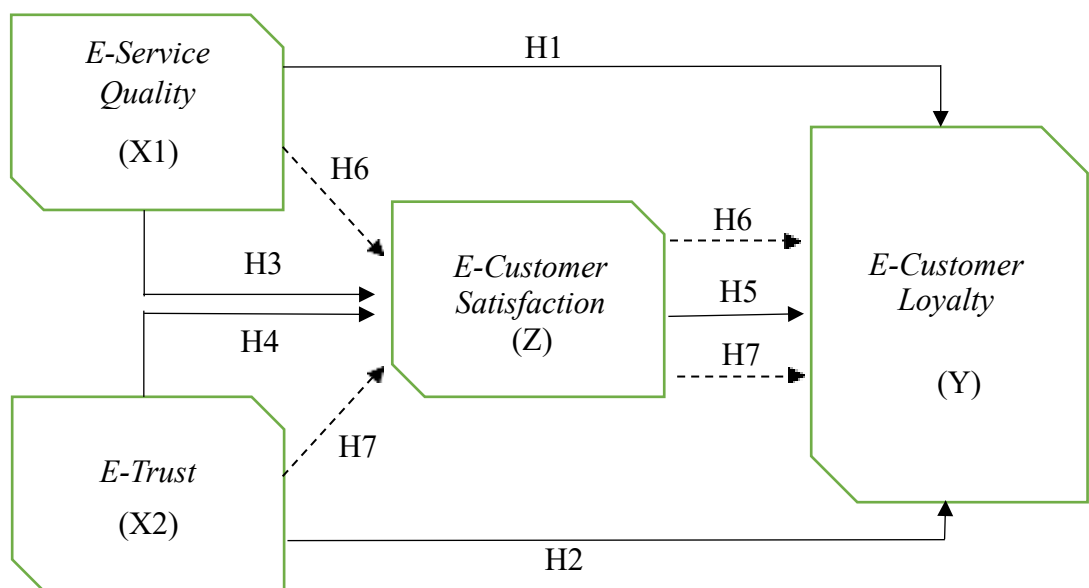 E-Service
Quality
(X1)
H1
H6
H3
H4
E-Customer
Satisfaction
(Z)
H6
H5
H7
E-Customer
Loyalty
(Y)
E-Trust
(X2)
H7
H2